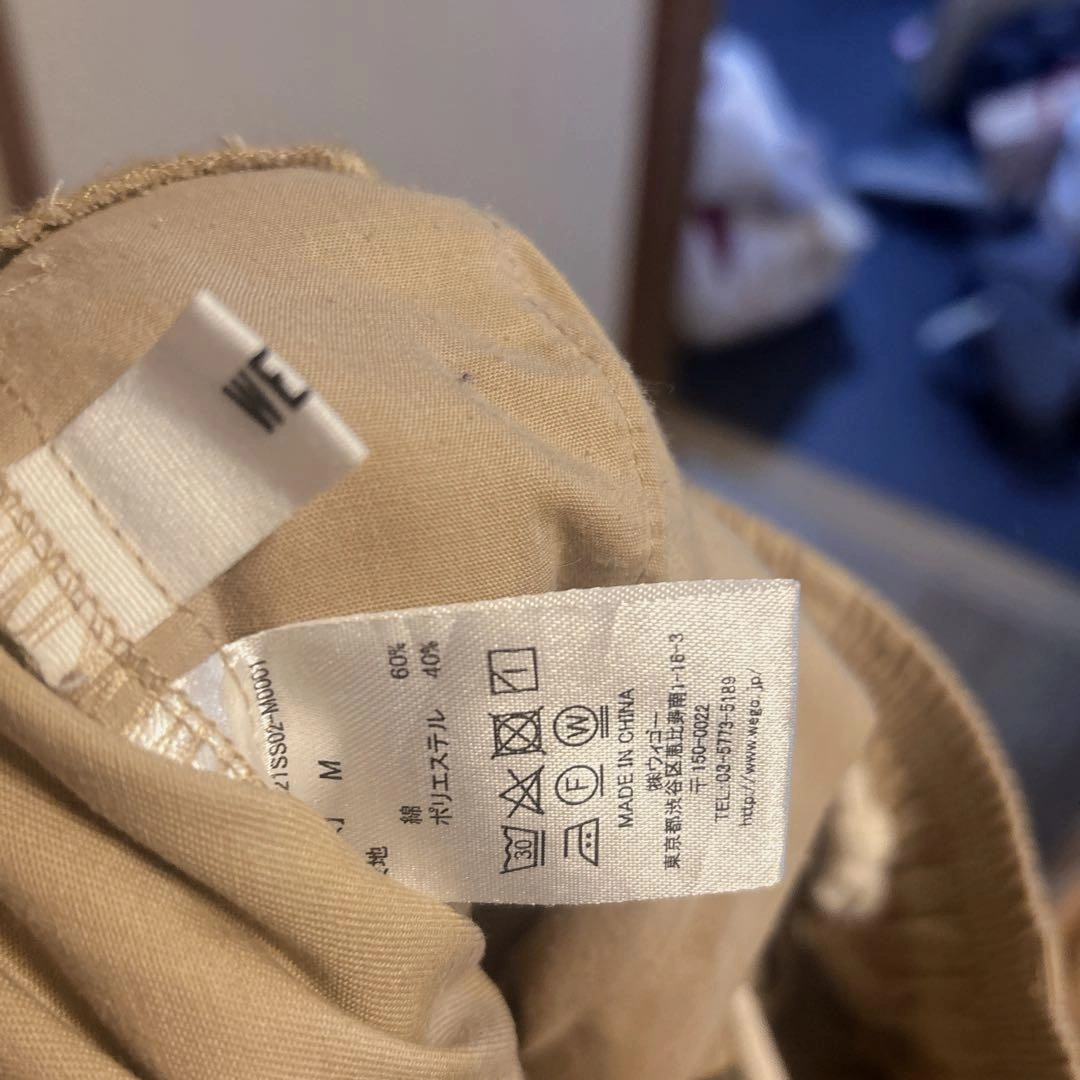 WE
21SS02-M0001
M
地
綿 60%
ポリエステル 40%
30
F W
MADE IN CHINA
㈱ウィゴー
東京都渋谷区恵比寿南1-16-3
〒150-0022
TEL:03-5773-5189
http://www.wego.jp/